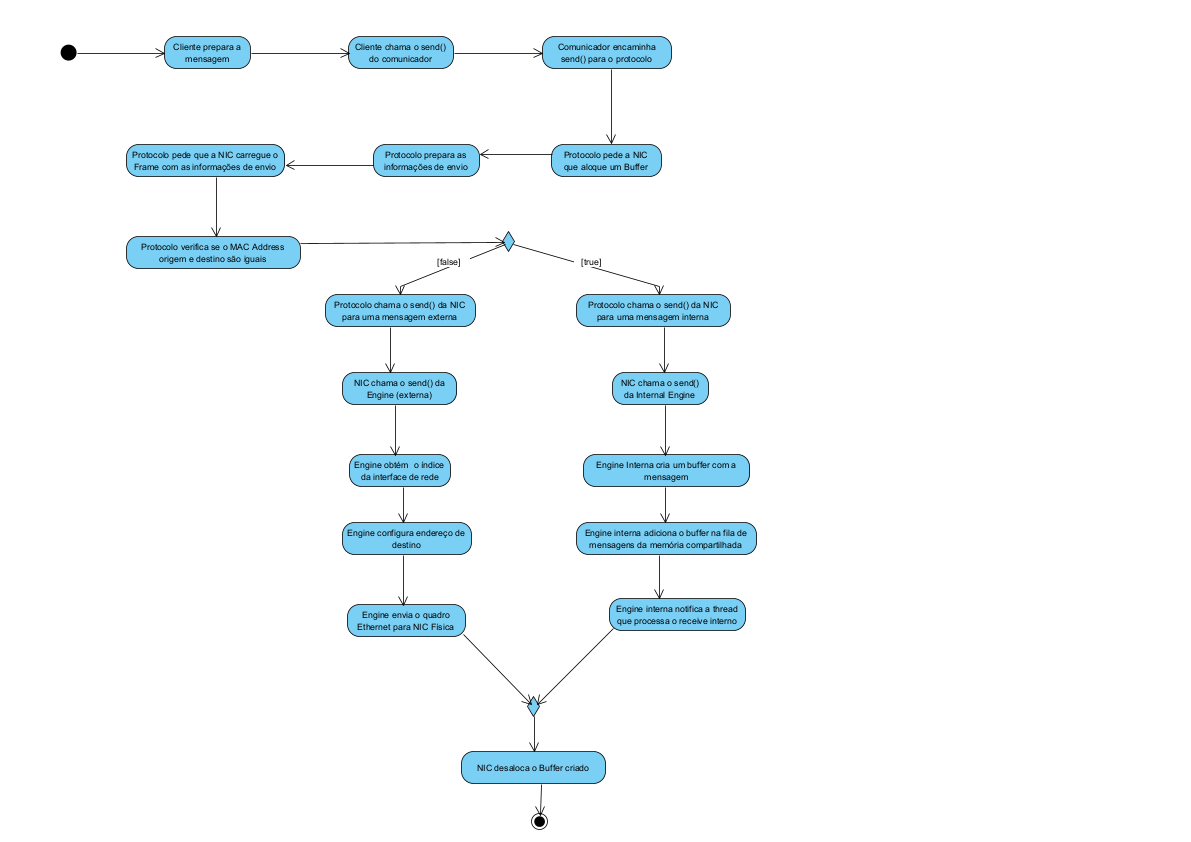 Cliente prepara a
mensagem
Cliente chama o send()
do comunicador
Comunicador encaminha
send() para o protocolo
Protocolo pede que a NIC carregue o
Frame com as informações de envio
Protocolo prepara as
informações de envio
Protocolo pede a NIC
que aloque um Buffer
Protocolo verifica se o MAC Address
origem e destino são iguais
[false]
[true]
Protocolo chama o send() da NIC
para uma mensagem externa
Protocolo chama o send() da NIC
para uma mensagem interna
NIC chama o send() da
Engine (externa)
NIC chama o send()
da Internal Engine
Engine obtém o índice
da interface de rede
Engine Interna cria um buffer com a
mensagem
Engine configura endereço de
destino
Engine interna adiciona o buffer na fila de
mensagens da memória compartilhada
Engine envia o quadro
Ethernet para NIC Física
Engine interna notifica a thread
que processa o receive interno
NIC desaloca o Buffer criado